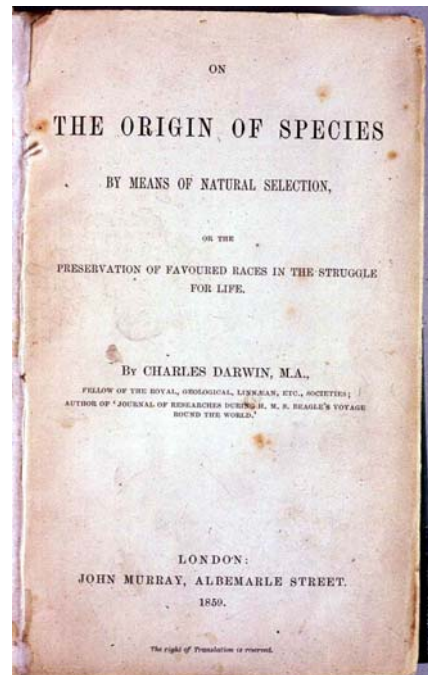 ON
THE ORIGIN OF SPECIES
BY MEANS OF NATURAL SELECTION,
OR THE
PRESERVATION OF FAVOURED RACES IN THE STRUGGLE
FOR LIFE.
BY CHARLES DARWIN, M.A.,
FELLOW OF THE ROYAL, GEOLOGICAL, LINNÆAN, ETC., SOCIETIES;
AUTHOR OF 'JOURNAL OF RESEARCHES DURING H. M. S. BEAGLE'S VOYAGE
ROUND THE WORLD.'
LONDON:
JOHN MURRAY, ALBEMARLE STREET.
1859.
The right of Translation is reserved.